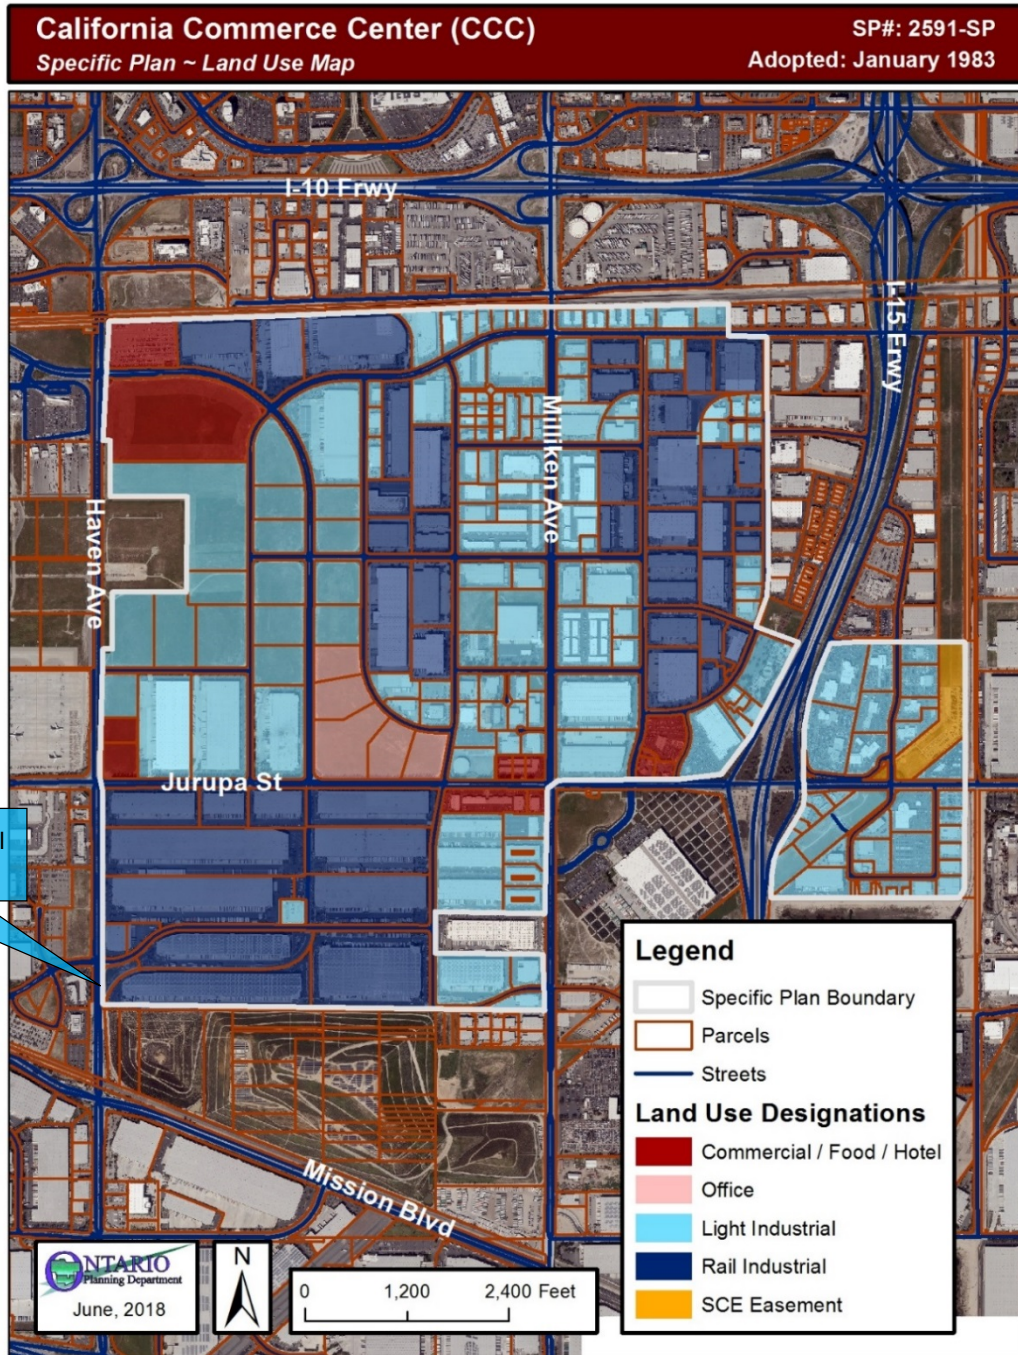 California Commerce Center (CCC)
SP#: 2591-SP
Specific Plan ~ Land Use Map
Adopted: January 1983
I-10 Frwy
I-15 Frwy
Milliken Ave
Haven Ave
Jurupa St
Mission Blvd
Legend
Specific Plan Boundary
Parcels
Streets
Land Use Designations
Commercial / Food / Hotel
Office
Light Industrial
Rail Industrial
SCE Easement
ONTARIO
Planning Department
June, 2018
N
0 1,200 2,400 Feet